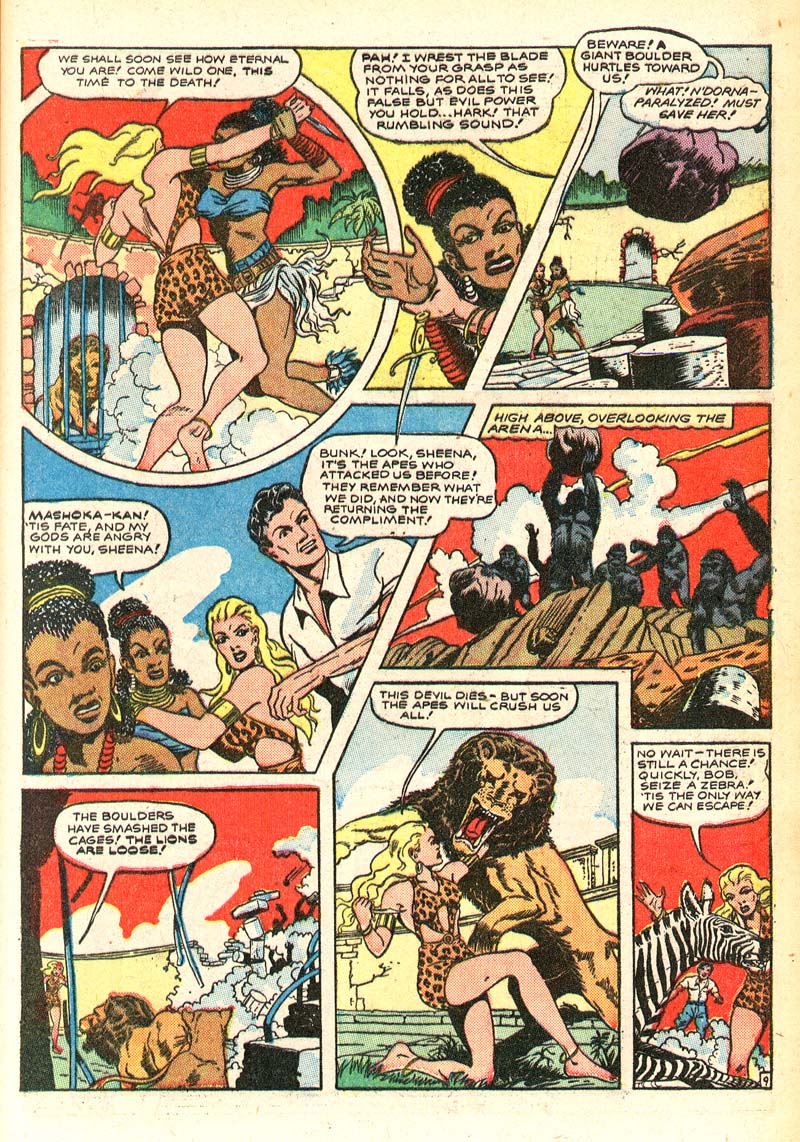 WE SHALL SOON SEE HOW ETERNAL
YOU ARE! COME WILD ONE, THIS
TIME TO THE DEATH!
PAH! I WREST THE BLADE
FROM YOUR GRASP AS
NOTHING FOR ALL TO SEE!
IT FALLS, AS DOES THIS
FALSE BUT EVIL POWER
YOU HOLD...HARK! THAT
RUMBLING SOUND!
BEWARE! A
GIANT BOULDER
HURTLES TOWARD
US!
WHAT! N'DORNA-
PARALYZED! MUST
SAVE HER!
MASHOKA-KAN!
'TIS FATE, AND MY
GODS ARE ANGRY
WITH YOU, SHEENA!
BUNK! LOOK, SHEENA,
IT'S THE APES WHO
ATTACKED US BEFORE!
THEY REMEMBER WHAT
WE DID, AND NOW THEY'RE
RETURNING THE
COMPLIMENT!
HIGH ABOVE, OVERLOOKING THE
ARENA...
THE BOULDERS
HAVE SMASHED THE
CAGES! THE LIONS
ARE LOOSE!
THIS DEVIL DIES - BUT SOON
THE APES WILL CRUSH US
ALL!
NO WAIT - THERE IS
STILL A CHANCE!
QUICKLY, BOB,
SEIZE A ZEBRA!
'TIS THE ONLY WAY
WE CAN ESCAPE!
9